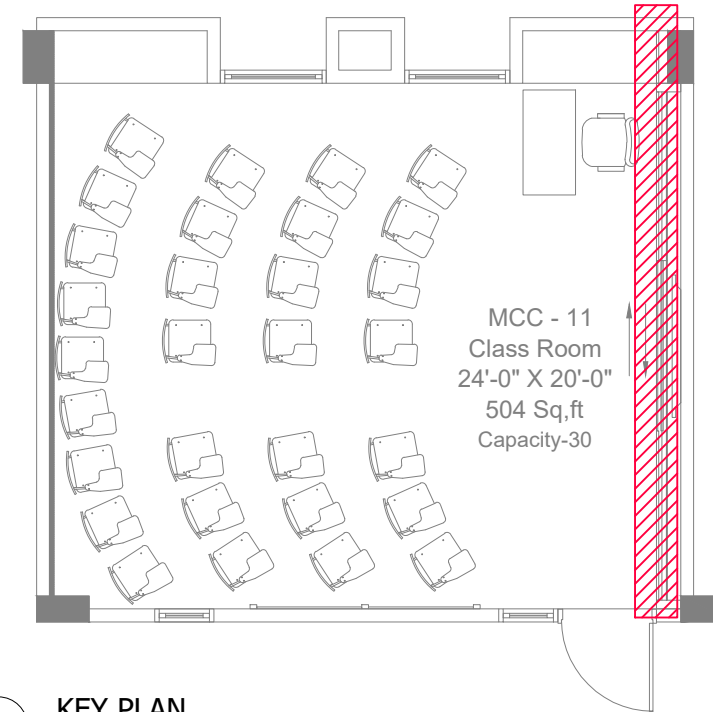 MCC - 11
Class Room
24'-0" X 20'-0"
504 Sq,ft
Capacity-30
KEY PLAN